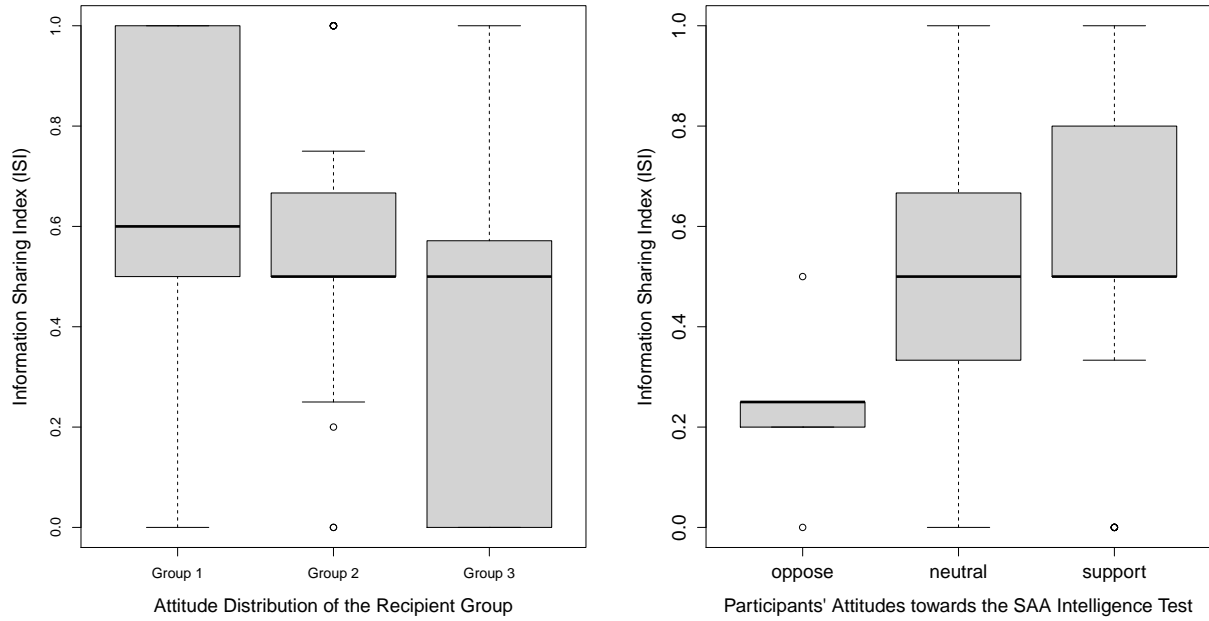 Information Sharing Index (ISI)
1.0
0.8
0.6
0.4
0.2
0.0
Group 1 Group 2 Group 3
Attitude Distribution of the Recipient Group
Information Sharing Index (ISI)
1.0
0.8
0.6
0.4
0.2
0.0
oppose neutral support
Participants' Attitudes towards the SAA Intelligence Test